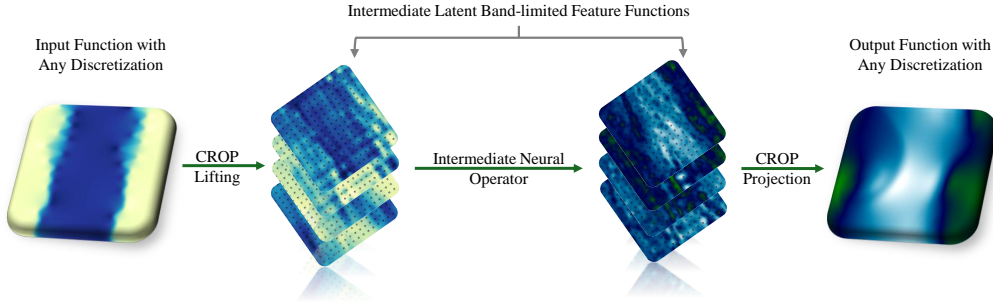 Intermediate Latent Band-limited Feature Functions
Input Function with
Any Discretization
Output Function with
Any Discretization
CROP
Lifting
Intermediate Neural
Operator
CROP
Projection